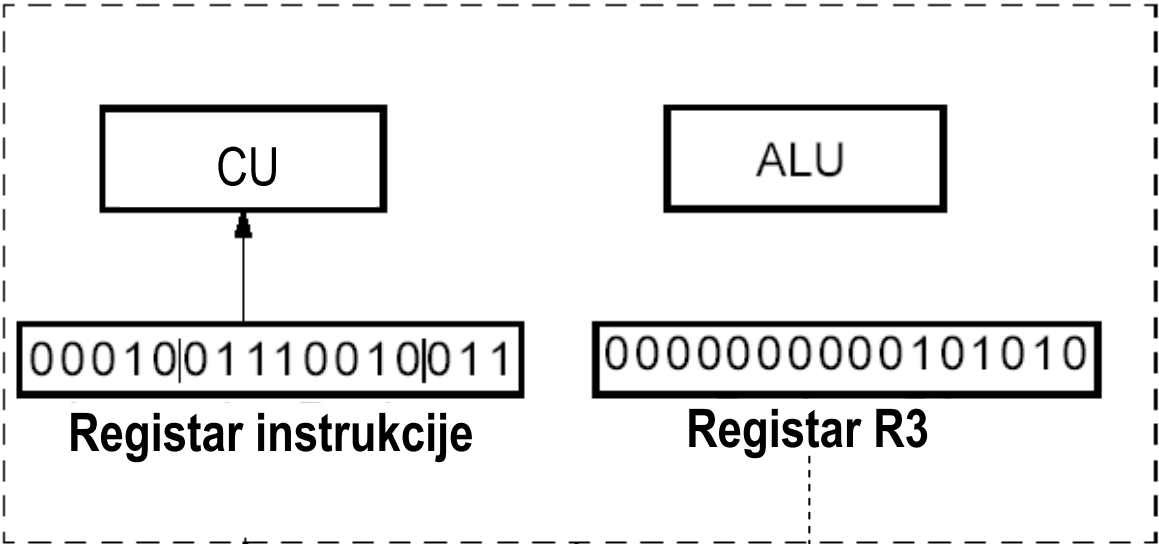 CU
ALU
00010|01110010|011
0000000000101010
Registar instrukcije
Registar R3